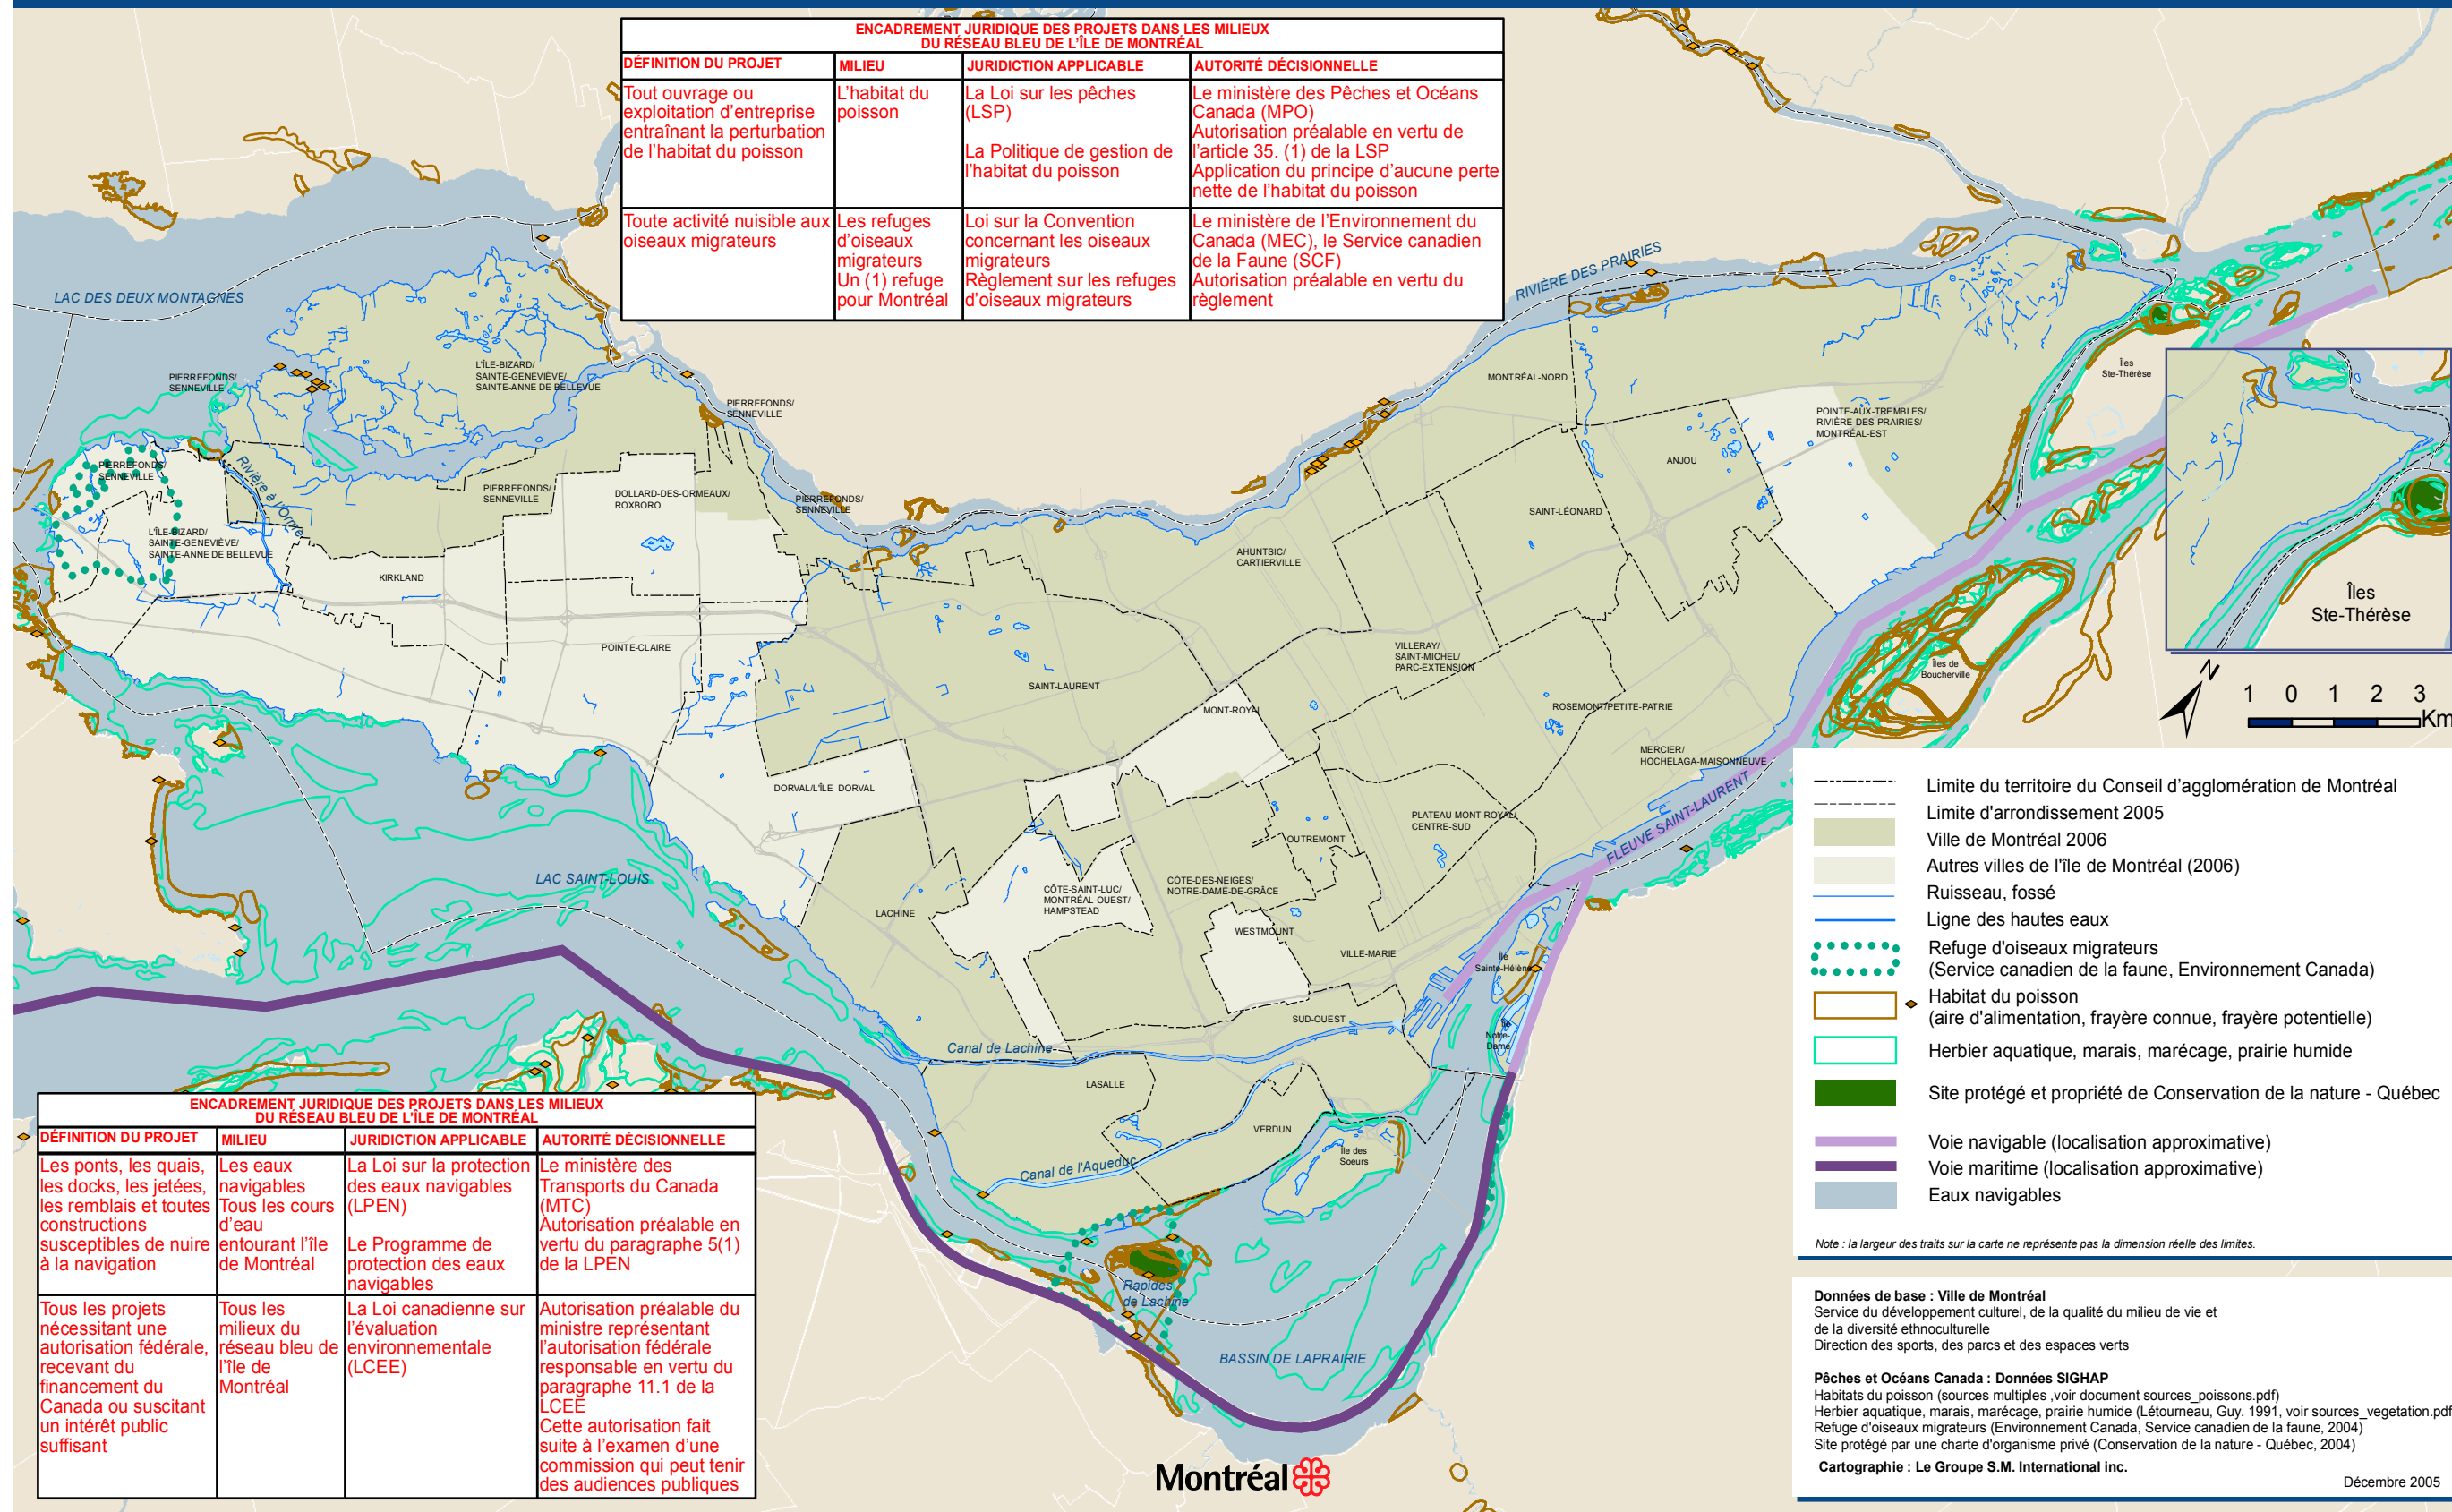 ENCADREMENT JURIDIQUE DES PROJETS DANS LES MILIEUX
DU RÉSEAU BLEU DE L'ÎLE DE MONTRÉAL
DÉFINITION DU PROJET
MILIEU
JURIDICTION APPLICABLE
AUTORITÉ DÉCISIONNELLE
Tout ouvrage ou
exploitation d'entreprise
entraînant la perturbation
de l'habitat du poisson
L'habitat du
poisson
La Loi sur les pêches
(LSP)
La Politique de gestion de
l'habitat du poisson
Le ministère des Pêches et Océans
Canada (MPO)
Autorisation préalable en vertu de
l'article 35. (1) de la LSP
Application du principe d'aucune perte
nette de l'habitat du poisson
Toute activité nuisible aux
oiseaux migrateurs
Les refuges
d'oiseaux
migrateurs
Un (1) refuge
pour Montréal
Loi sur la Convention
concernant les oiseaux
migrateurs
Règlement sur les refuges
d'oiseaux migrateurs
Le ministère de l'Environnement du
Canada (MEC), le Service canadien
de la Faune (SCF)
Autorisation préalable en vertu du
règlement
LAC DES DEUX MONTAGNES
RIVIÈRE DES PRAIRIES
PIERREFONDS/
SENNEVILLE
L'ÎLE-BIZARD/
SAINTE-GENEVIÈVE/
SAINTE-ANNE DE BELLEVUE
PIERREFONDS/
SENNEVILLE
MONTRÉAL-NORD
Îles
Ste-Thérèse
POINTE-AUX-TREMBLES/
RIVIÈRE-DES-PRAIRIES/
MONTRÉAL-EST
ANJOU
PIERREFONDS/
SENNEVILLE
Rivière à l'Orme
PIERREFONDS/
SENNEVILLE
DOLLARD-DES-ORMEAUX/
ROXBORO
PIERREFONDS/
SENNEVILLE
SAINT-LÉONARD
L'ÎLE-BIZARD/
SAINTE-GENEVIÈVE/
SAINTE-ANNE DE BELLEVUE
AHUNTSIC/
CARTIERVILLE
KIRKLAND
Îles
Ste-Thérèse
POINTE-CLAIRE
SAINT-LAURENT
VILLERAY/
SAINT-MICHEL/
PARC-EXTENSION
Îles de
Boucherville
MONT-ROYAL
ROSEMONT/PETITE-PATRIE
MERCIER/
HOCHELAGA-MAISONNEUVE
DORVAL/L'ÎLE DORVAL
FLEUVE SAINT-LAURENT
PLATEAU MONT-ROYAL/
CENTRE-SUD
OUTREMONT
LAC SAINT-LOUIS
CÔTE-SAINT-LUC/
MONTRÉAL-OUEST/
HAMPSTEAD
CÔTE-DES-NEIGES/
NOTRE-DAME-DE-GRÂCE
LACHINE
WESTMOUNT
VILLE-MARIE
Île
Sainte-Hélène
SUD-OUEST
Île
Notre-
Dame
Canal de Lachine
LASALLE
VERDUN
Île des
Soeurs
Canal de l'Aqueduc
Rapides
de Lachine
BASSIN DE LAPRAIRIE
N
1 0 1 2 3
Km
Limite du territoire du Conseil d'agglomération de Montréal
Limite d'arrondissement 2005
Ville de Montréal 2006
Autres villes de l'île de Montréal (2006)
Ruisseau, fossé
Ligne des hautes eaux
Refuge d'oiseaux migrateurs
(Service canadien de la faune, Environnement Canada)
Habitat du poisson
(aire d'alimentation, frayère connue, frayère potentielle)
Herbier aquatique, marais, marécage, prairie humide
Site protégé et propriété de Conservation de la nature - Québec
Voie navigable (localisation approximative)
Voie maritime (localisation approximative)
Eaux navigables
Note : la largeur des traits sur la carte ne représente pas la dimension réelle des limites.
ENCADREMENT JURIDIQUE DES PROJETS DANS LES MILIEUX
DU RÉSEAU BLEU DE L'ÎLE DE MONTRÉAL
DÉFINITION DU PROJET
MILIEU
JURIDICTION APPLICABLE
AUTORITÉ DÉCISIONNELLE
Les ponts, les quais,
les docks, les jetées,
les remblais et toutes
constructions
susceptibles de nuire
à la navigation
Les eaux
navigables
Tous les cours
d'eau
entourant l'île
de Montréal
La Loi sur la protection
des eaux navigables
(LPEN)
Le Programme de
protection des eaux
navigables
Le ministère des
Transports du Canada
(MTC)
Autorisation préalable en
vertu du paragraphe 5(1)
de la LPEN
Tous les projets
nécessitant une
autorisation fédérale,
recevant du
financement du
Canada ou suscitant
un intérêt public
suffisant
Tous les
milieux du
réseau bleu de
l'île de
Montréal
La Loi canadienne sur
l'évaluation
environnementale
(LCEE)
Autorisation préalable du
ministre représentant
l'autorisation fédérale
responsable en vertu du
paragraphe 11.1 de la
LCEE
Cette autorisation fait
suite à l'examen d'une
commission qui peut tenir
des audiences publiques
Montréal
Données de base : Ville de Montréal
Service du développement culturel, de la qualité du milieu de vie et
de la diversité ethnoculturelle
Direction des sports, des parcs et des espaces verts
Pêches et Océans Canada : Données SIGHAP
Habitats du poisson (sources multiples ,voir document sources_poissons.pdf)
Herbier aquatique, marais, marécage, prairie humide (Létourneau, Guy. 1991, voir sources_vegetation.pdf
Refuge d'oiseaux migrateurs (Environnement Canada, Service canadien de la faune, 2004)
Site protégé par une charte d'organisme privé (Conservation de la nature - Québec, 2004)
Cartographie : Le Groupe S.M. International inc.
Décembre 2005